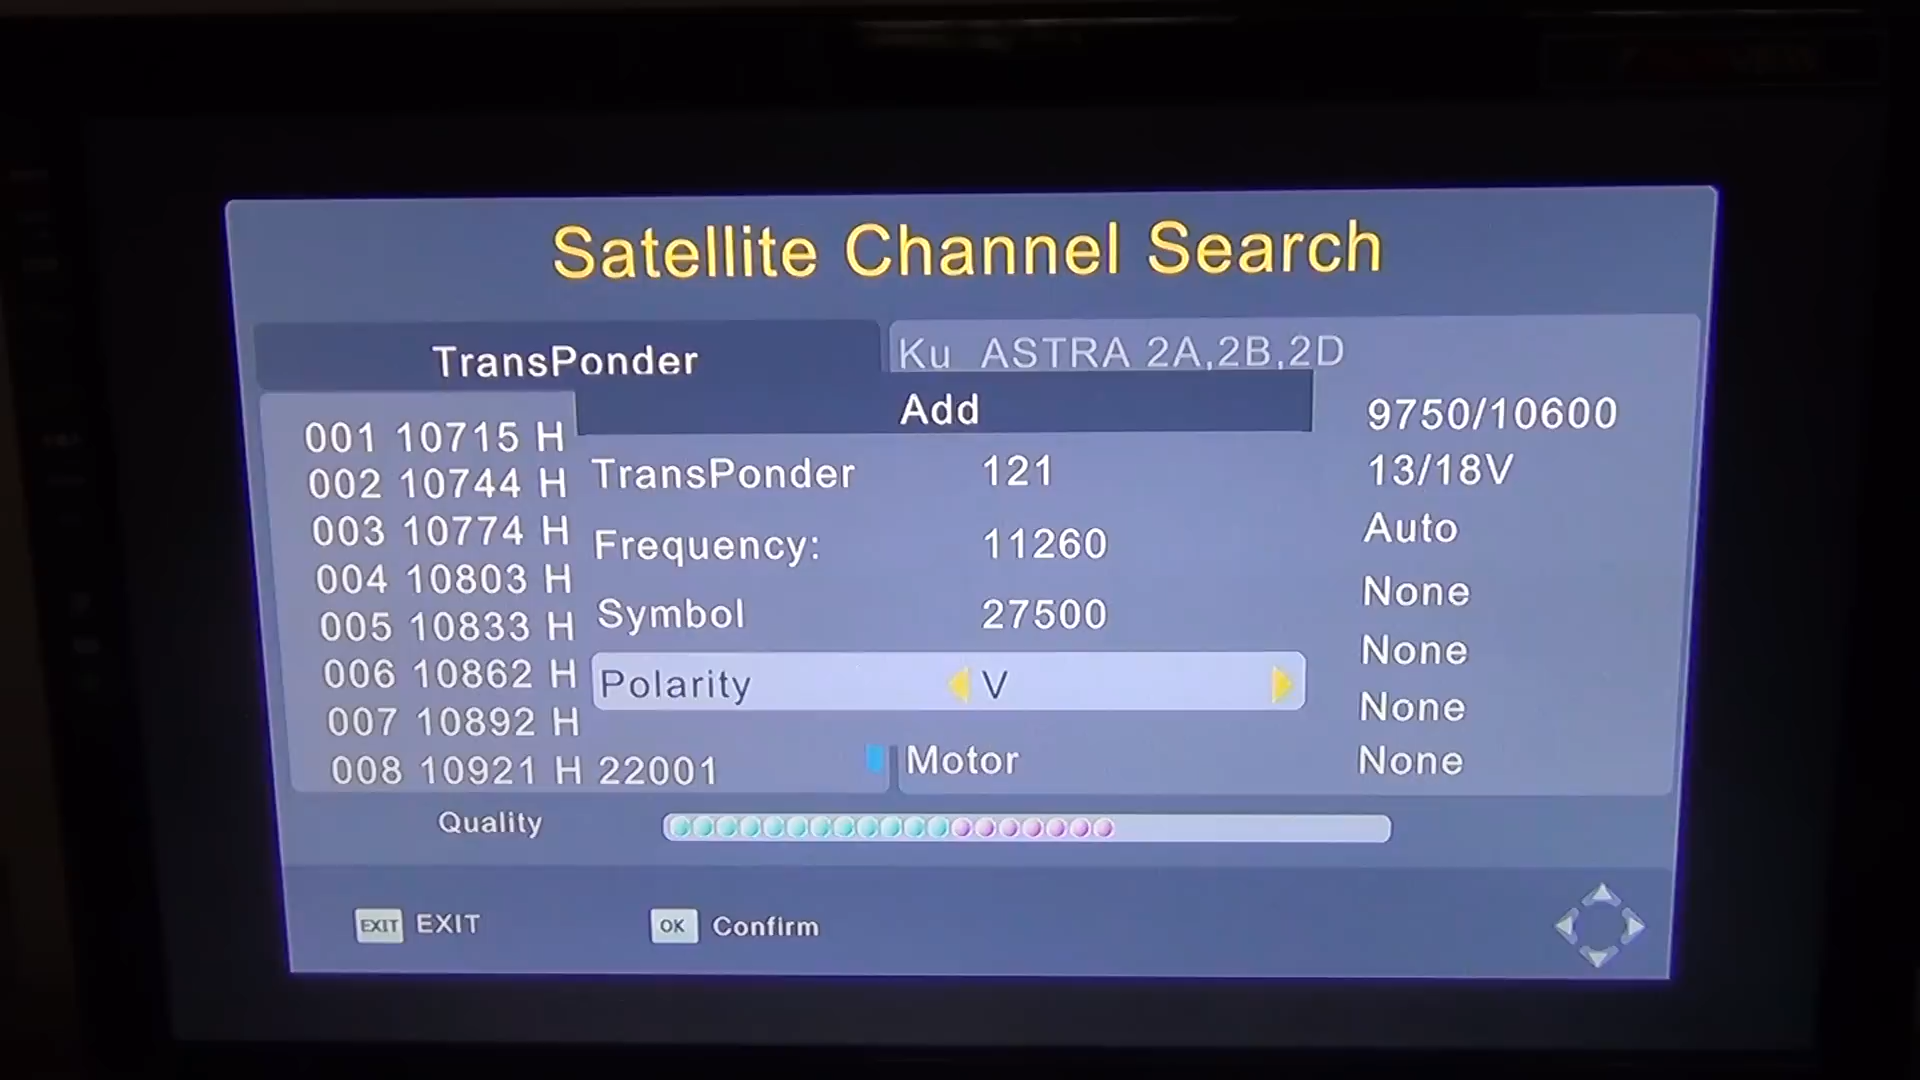 Satellite Channel Search
TransPonder
Ku ASTRA 2A,2B,2D
Add
9750/10600
001 10715 H
TransPonder 121
13/18V
002 10744 H
003 10774 H
Frequency: 11260
Auto
004 10803 H
Symbol 27500
None
005 10833 H
006 10862 H
Polarity V
None
007 10892 H
None
008 10921 H 22001
Motor None
Quality
EXIT EXIT
OK Confirm